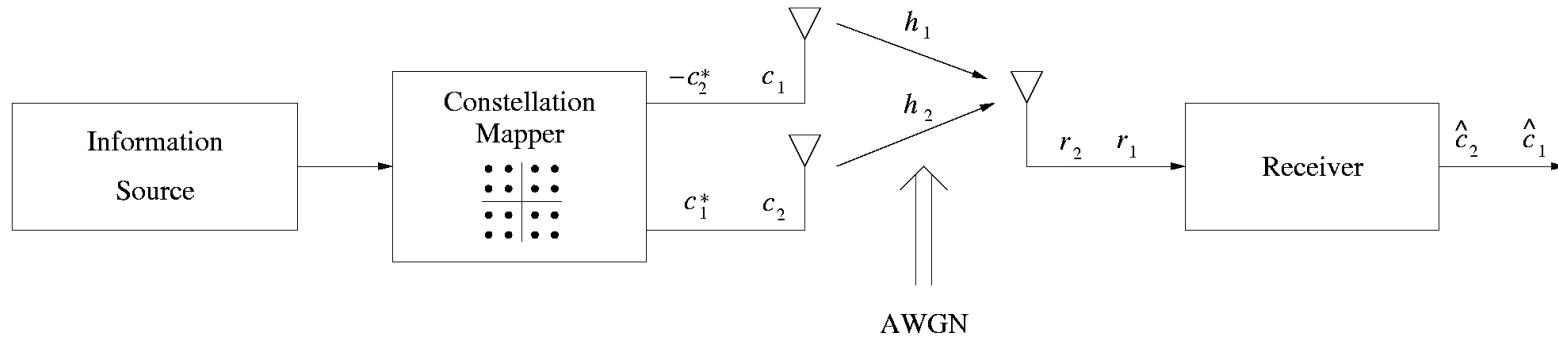 Information
Source
Constellation
Mapper
−c₂* c₁
c₁* c₂
h₁
h₂
AWGN
r₂ r₁
Receiver
ĉ₂ ĉ₁